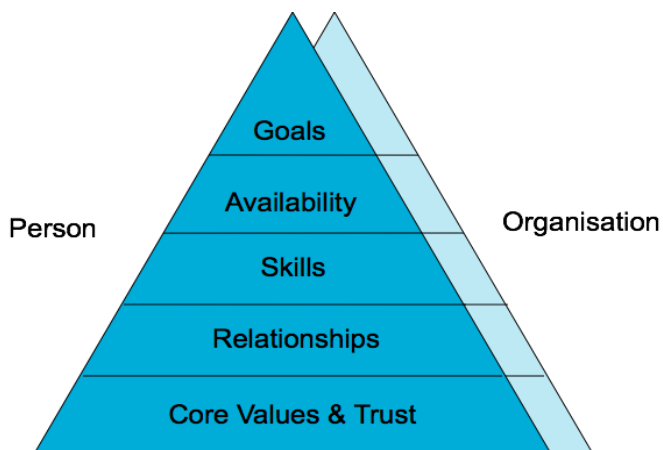 Goals
Availability
Person
Organisation
Skills
Relationships
Core Values & Trust